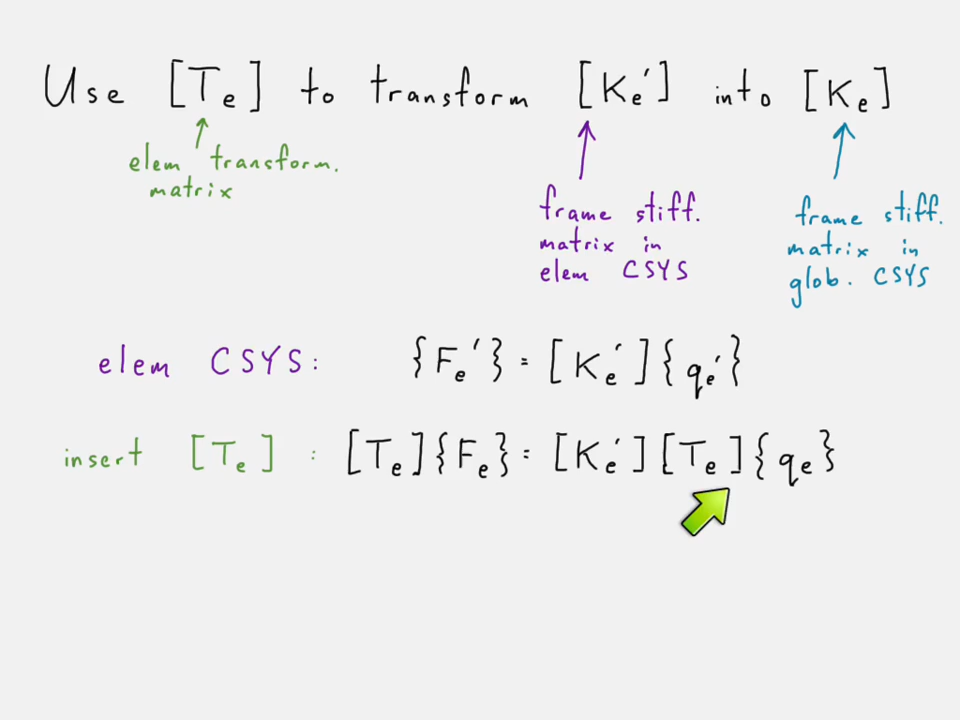 Use [Te] to transform [Ke'] into [Ke]
elem transform.
matrix
frame stiff.
matrix in
elem CSYS
frame stiff.
matrix in
glob. CSYS
elem CSYS: {Fe'} = [Ke']{qe'}
insert [Te] : [Te]{Fe} = [Ke'][Te]{qe}